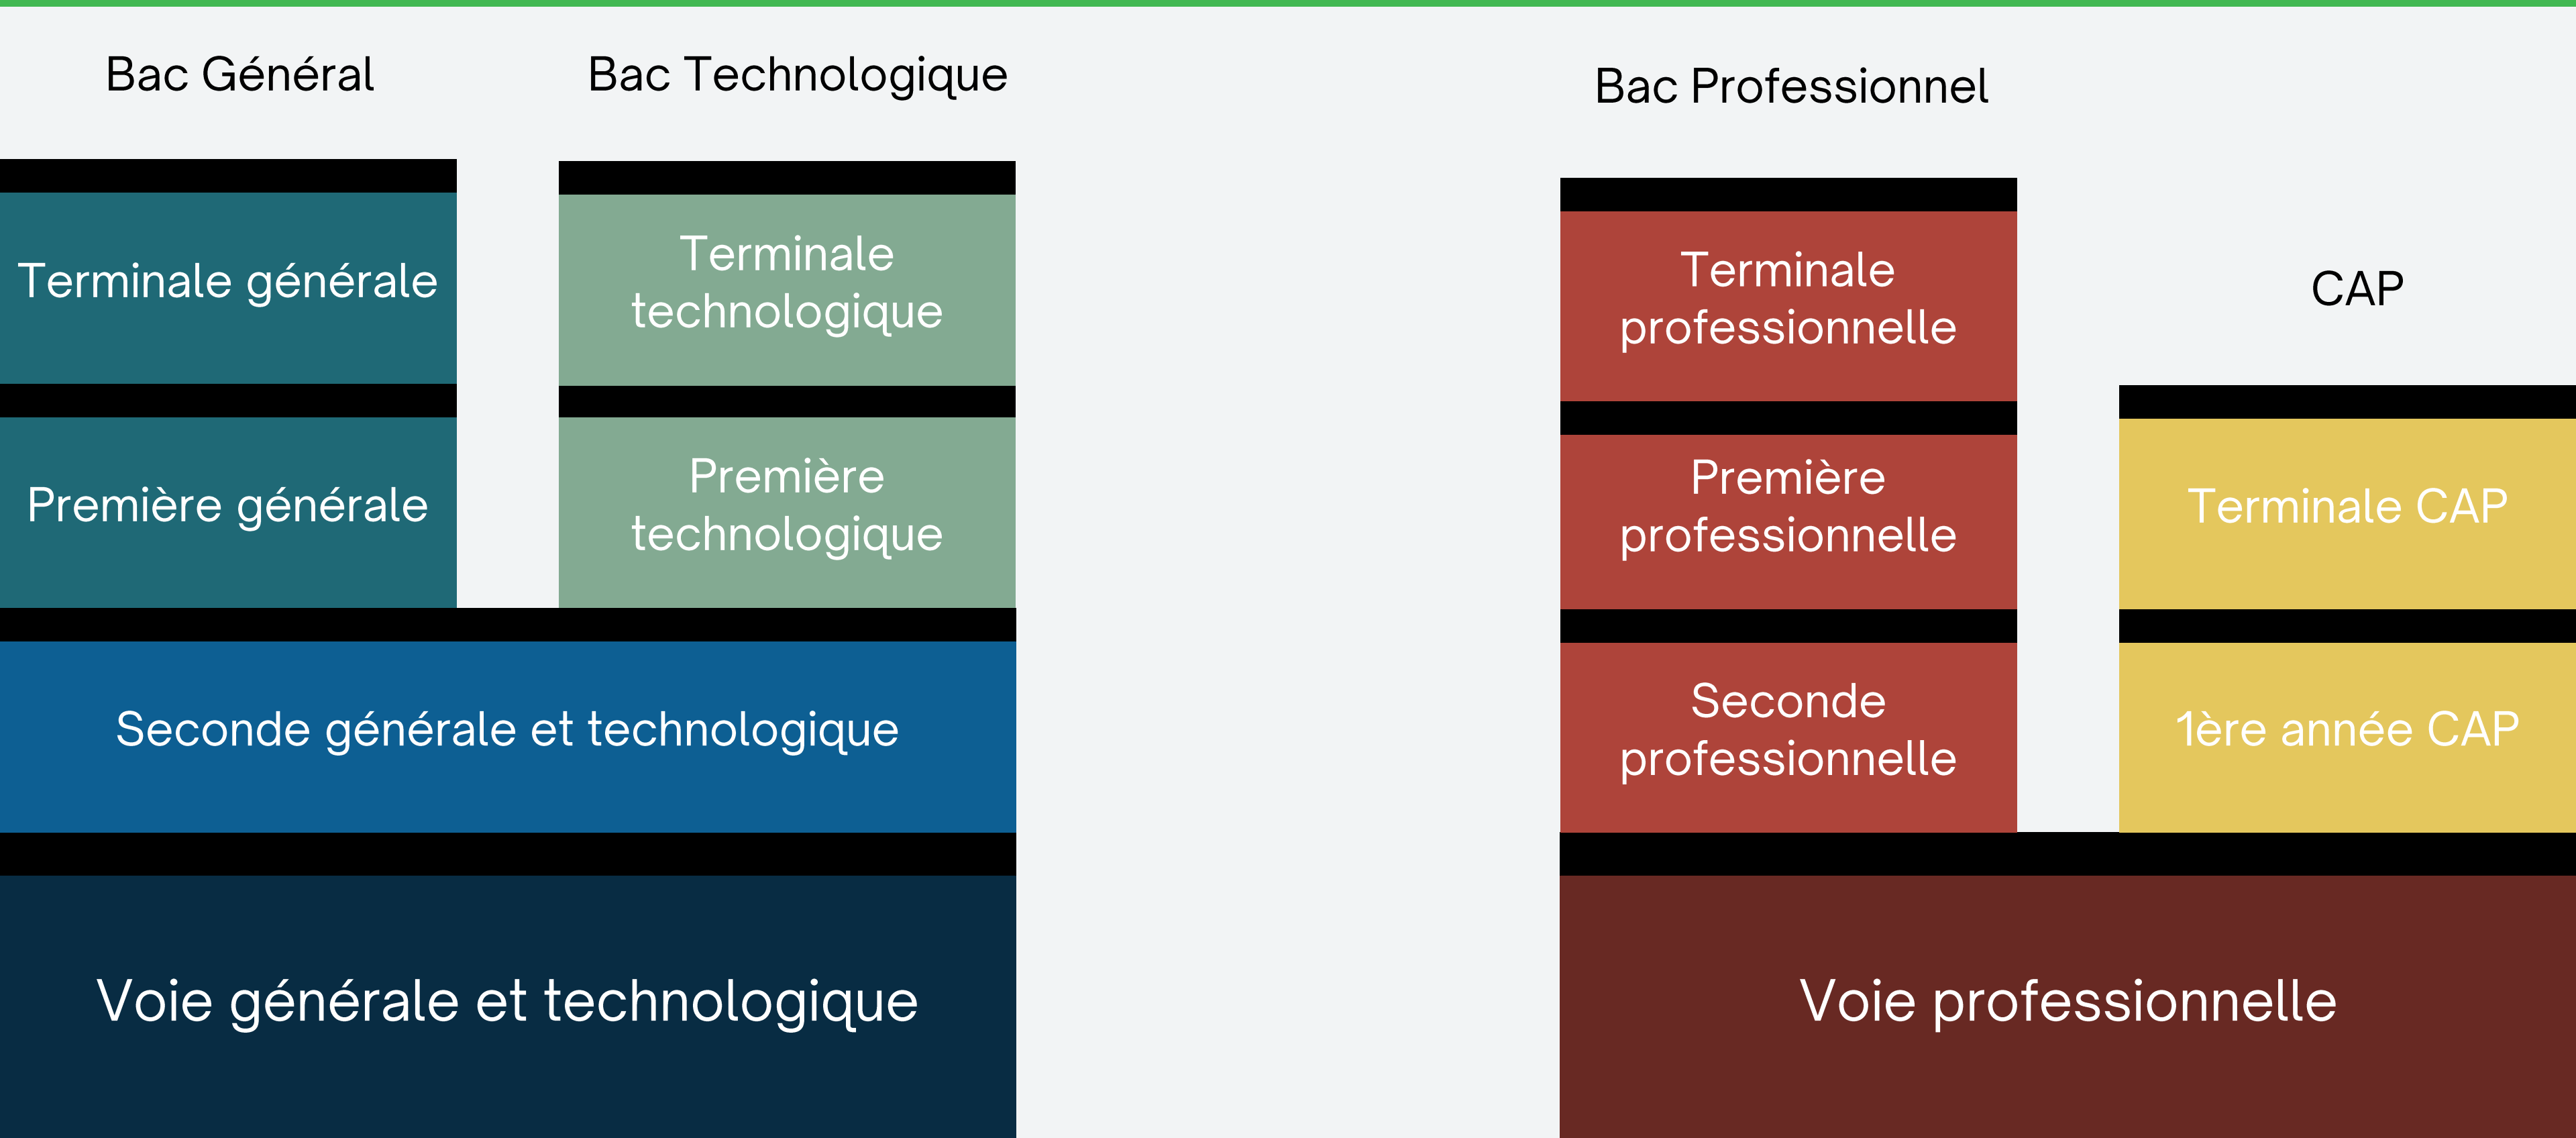 Bac Général
Bac Technologique
Bac Professionnel
Terminale générale
Terminale
technologique
Terminale
professionnelle
CAP
Première générale
Première
technologique
Première
professionnelle
Terminale CAP
Seconde générale et technologique
Seconde
professionnelle
1ère année CAP
Voie générale et technologique
Voie professionnelle